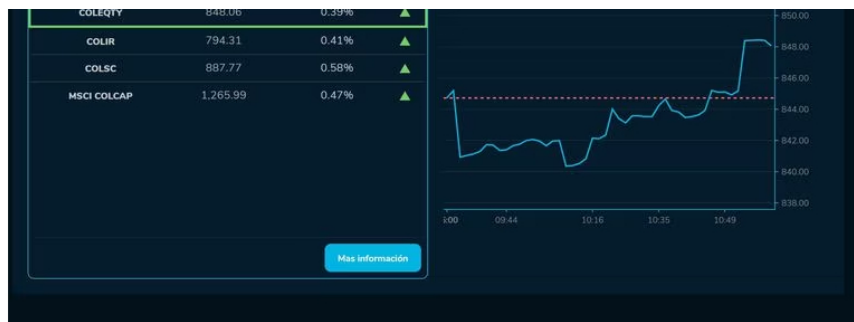 COLEQTY 848.06 0.39%
COLIR 794.31 0.41%
COLSC 887.77 0.58%
MSCI COLCAP 1,265.99 0.47%
Mas información
850.00
848.00
846.00
844.00
842.00
840.00
838.00
:00 09:44 10:16 10:35 10:49